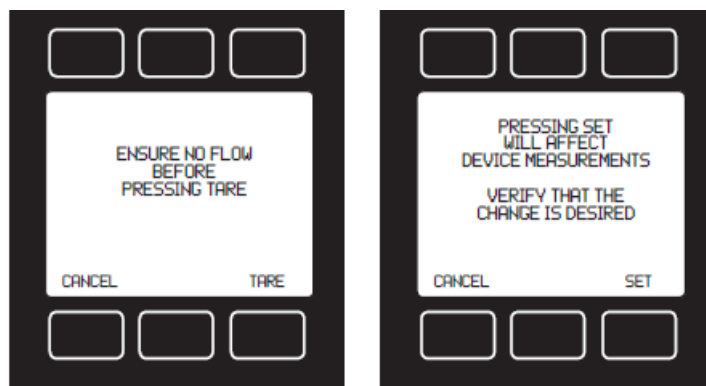 ENSURE NO FLOW
BEFORE
PRESSING TARE
CANCEL TARE
PRESSING SET
WILL AFFECT
DEVICE MEASUREMENTS
VERIFY THAT THE
CHANGE IS DESIRED
CANCEL SET